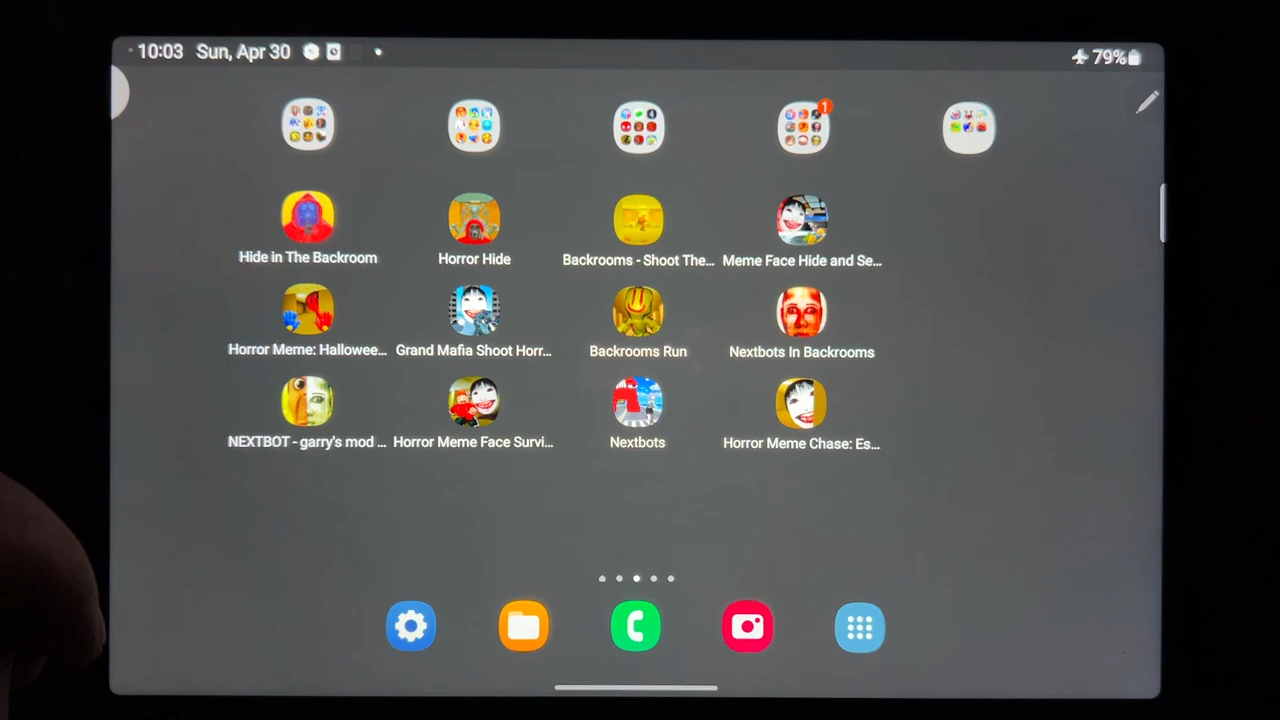 10:03 Sun, Apr 30
79%
1
Hide in The Backroom
Horror Hide
Backrooms - Shoot The...
Meme Face Hide and Se...
Horror Meme: Hallowee...
Grand Mafia Shoot Horr...
Backrooms Run
Nextbots In Backrooms
NEXTBOT - garry's mod ...
Horror Meme Face Survi...
Nextbots
Horror Meme Chase: Es...